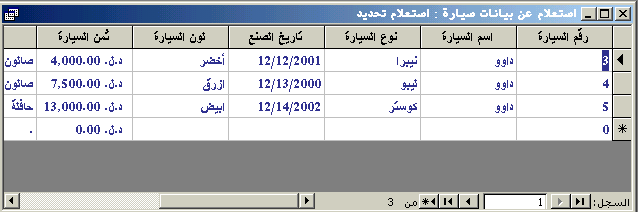 استعلام عن بيانات صيارة : استعلام تحديد
رقم السيارة اسم السيارة نوع السيارة تاريخ الصنع لون السيارة ثمن السيارة
3 داوو نيبرا 12/12/2001 أخضر د.ل. 4,000.00 صالون
4 داوو ليبو 12/13/2000 ازرق د.ل. 7,500.00 صالون
5 داوو كوستر 12/14/2002 ابيض د.ل. 13,000.00 حافلة
0 د.ل. 0.00 .
السجل: 1 من 3